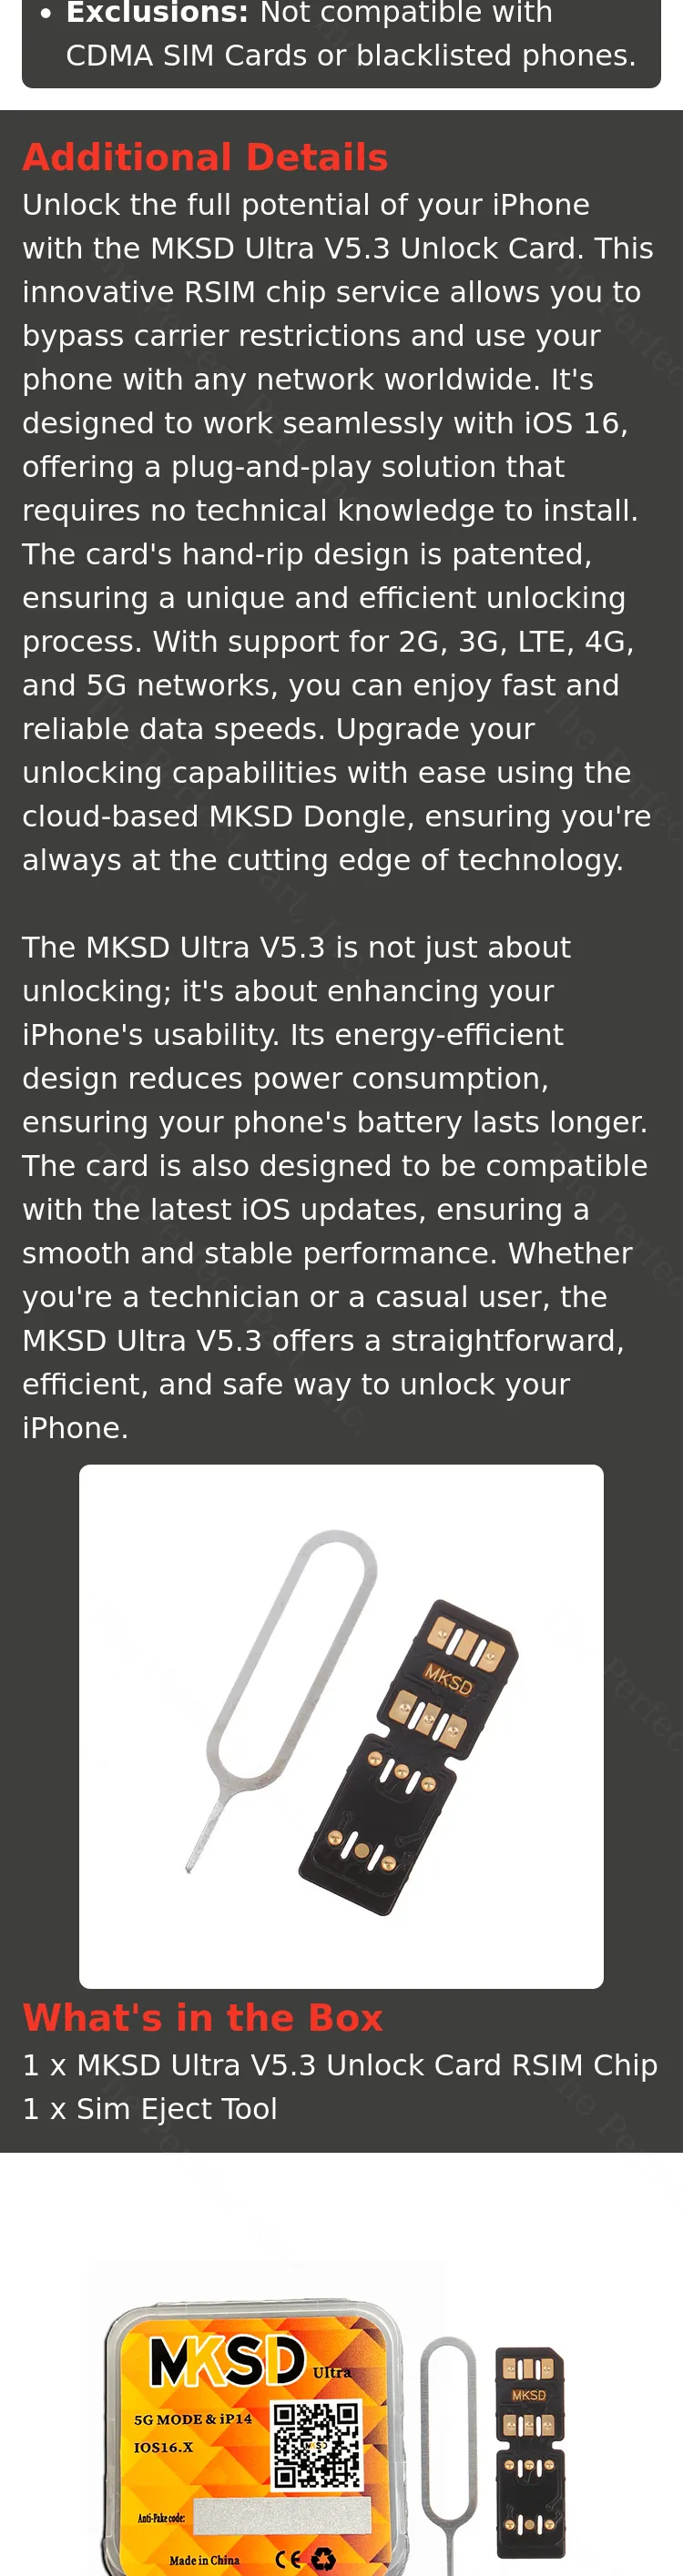 • Exclusions: Not compatible with
CDMA SIM Cards or blacklisted phones.
Additional Details
Unlock the full potential of your iPhone
with the MKSD Ultra V5.3 Unlock Card. This
innovative RSIM chip service allows you to
bypass carrier restrictions and use your
phone with any network worldwide. It's
designed to work seamlessly with iOS 16,
offering a plug-and-play solution that
requires no technical knowledge to install.
The card's hand-rip design is patented,
ensuring a unique and efficient unlocking
process. With support for 2G, 3G, LTE, 4G,
and 5G networks, you can enjoy fast and
reliable data speeds. Upgrade your
unlocking capabilities with ease using the
cloud-based MKSD Dongle, ensuring you're
always at the cutting edge of technology.
The MKSD Ultra V5.3 is not just about
unlocking; it's about enhancing your
iPhone's usability. Its energy-efficient
design reduces power consumption,
ensuring your phone's battery lasts longer.
The card is also designed to be compatible
with the latest iOS updates, ensuring a
smooth and stable performance. Whether
you're a technician or a casual user, the
MKSD Ultra V5.3 offers a straightforward,
efficient, and safe way to unlock your
iPhone.
MKSD
What's in the Box
1 x MKSD Ultra V5.3 Unlock Card RSIM Chip
1 x Sim Eject Tool
MKSD Ultra
5G MODE & iP14
IOS16.X
MKSD
Anti-Fake code:
Made in China CE
MKSD